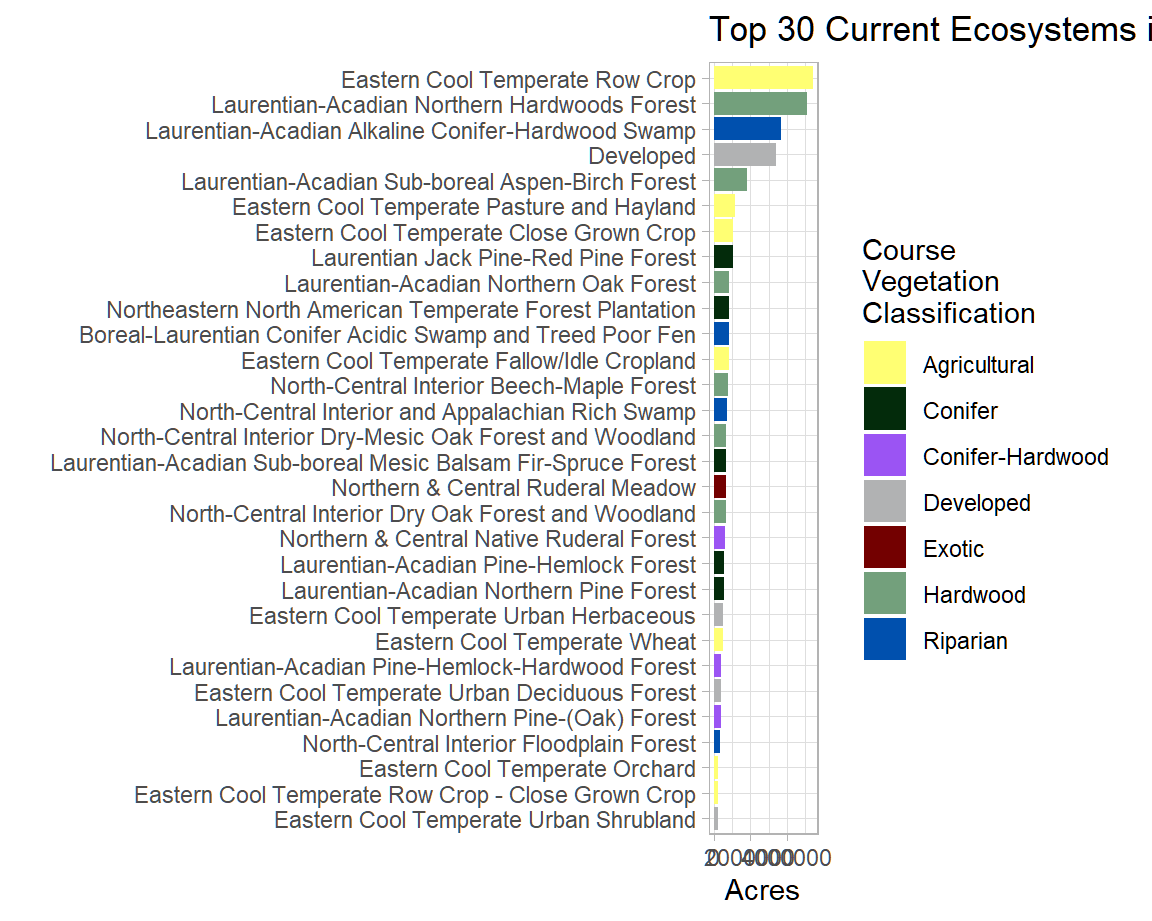 Top 30 Current Ecosystems i
Eastern Cool Temperate Row Crop
Laurentian-Acadian Northern Hardwoods Forest
Laurentian-Acadian Alkaline Conifer-Hardwood Swamp
Developed
Laurentian-Acadian Sub-boreal Aspen-Birch Forest
Eastern Cool Temperate Pasture and Hayland
Eastern Cool Temperate Close Grown Crop
Laurentian Jack Pine-Red Pine Forest
Laurentian-Acadian Northern Oak Forest
Northeastern North American Temperate Forest Plantation
Boreal-Laurentian Conifer Acidic Swamp and Treed Poor Fen
Eastern Cool Temperate Fallow/Idle Cropland
North-Central Interior Beech-Maple Forest
North-Central Interior and Appalachian Rich Swamp
North-Central Interior Dry-Mesic Oak Forest and Woodland
Laurentian-Acadian Sub-boreal Mesic Balsam Fir-Spruce Forest
Northern & Central Ruderal Meadow
North-Central Interior Dry Oak Forest and Woodland
Northern & Central Native Ruderal Forest
Laurentian-Acadian Pine-Hemlock Forest
Laurentian-Acadian Northern Pine Forest
Eastern Cool Temperate Urban Herbaceous
Eastern Cool Temperate Wheat
Laurentian-Acadian Pine-Hemlock-Hardwood Forest
Eastern Cool Temperate Urban Deciduous Forest
Laurentian-Acadian Northern Pine-(Oak) Forest
North-Central Interior Floodplain Forest
Eastern Cool Temperate Orchard
Eastern Cool Temperate Row Crop - Close Grown Crop
Eastern Cool Temperate Urban Shrubland
Acres
Course
Vegetation
Classification
Agricultural
Conifer
Conifer-Hardwood
Developed
Exotic
Hardwood
Riparian